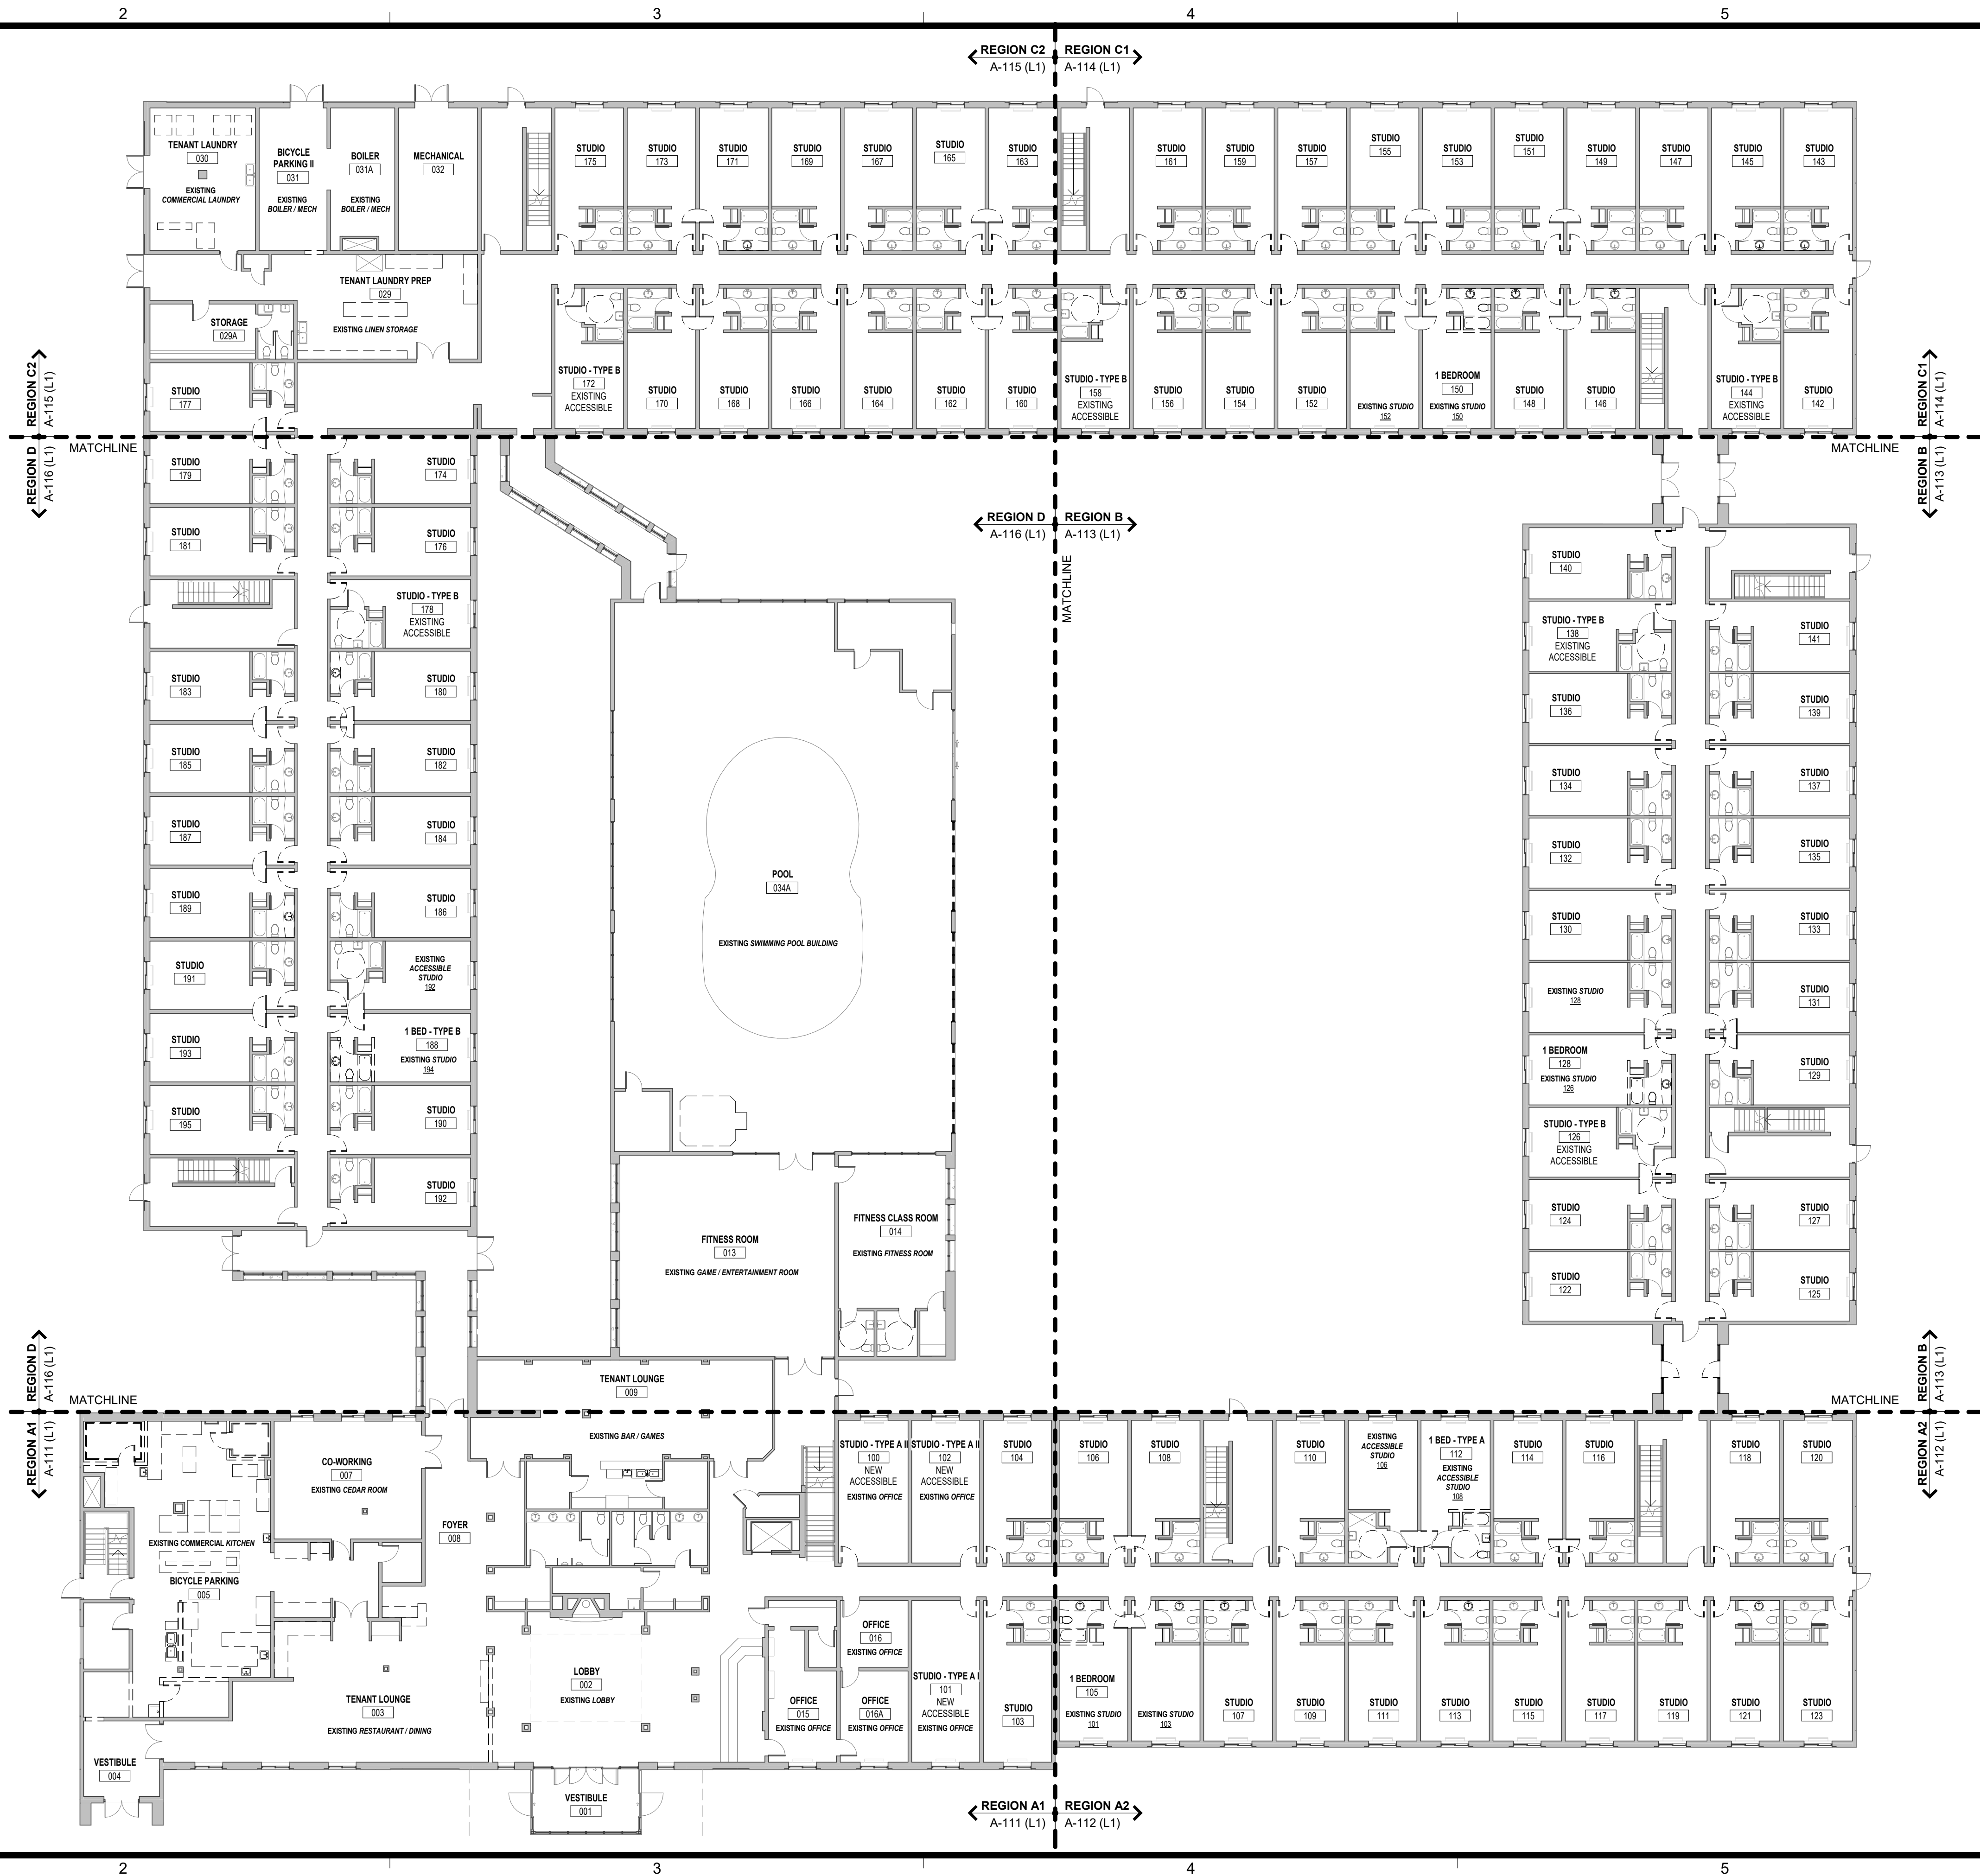 2
3
4
5
REGION C2
A-115 (L1)
REGION C1
A-114 (L1)
TENANT LAUNDRY
030
EXISTING
COMMERCIAL LAUNDRY
BICYCLE
PARKING II
031
EXISTING
BOILER / MECH
BOILER
031A
EXISTING
BOILER / MECH
MECHANICAL
032
STUDIO
175
STUDIO
173
STUDIO
171
STUDIO
169
STUDIO
167
STUDIO
165
STUDIO
163
STUDIO
161
STUDIO
159
STUDIO
157
STUDIO
155
STUDIO
153
STUDIO
151
STUDIO
149
STUDIO
147
STUDIO
145
STUDIO
143
TENANT LAUNDRY PREP
029
EXISTING LINEN STORAGE
STORAGE
029A
STUDIO
177
STUDIO - TYPE B
172
EXISTING
ACCESSIBLE
STUDIO
170
STUDIO
168
STUDIO
166
STUDIO
164
STUDIO
162
STUDIO
160
STUDIO - TYPE B
158
EXISTING
ACCESSIBLE
STUDIO
156
STUDIO
154
STUDIO
152
EXISTING STUDIO
152
1 BEDROOM
150
EXISTING STUDIO
150
STUDIO
148
STUDIO
146
STUDIO - TYPE B
144
EXISTING
ACCESSIBLE
STUDIO
142
REGION C2
A-115 (L1)
REGION C1
A-114 (L1)
MATCHLINE
MATCHLINE
REGION D
A-116 (L1)
REGION B
A-113 (L1)
REGION D
A-116 (L1)
REGION B
A-113 (L1)
MATCHLINE
STUDIO
179
STUDIO
174
STUDIO
181
STUDIO
176
STUDIO - TYPE B
178
EXISTING
ACCESSIBLE
STUDIO
183
STUDIO
180
STUDIO
185
STUDIO
182
STUDIO
187
STUDIO
184
STUDIO
189
STUDIO
186
STUDIO
191
EXISTING
ACCESSIBLE
STUDIO
192
STUDIO
193
1 BED - TYPE B
188
EXISTING STUDIO
194
STUDIO
195
STUDIO
190
STUDIO
192
POOL
034A
EXISTING SWIMMING POOL BUILDING
FITNESS ROOM
013
EXISTING GAME / ENTERTAINMENT ROOM
FITNESS CLASS ROOM
014
EXISTING FITNESS ROOM
STUDIO
140
STUDIO - TYPE B
138
EXISTING
ACCESSIBLE
STUDIO
141
STUDIO
136
STUDIO
139
STUDIO
134
STUDIO
137
STUDIO
132
STUDIO
135
STUDIO
130
STUDIO
133
EXISTING STUDIO
128
STUDIO
131
1 BEDROOM
128
EXISTING STUDIO
126
STUDIO
129
STUDIO - TYPE B
126
EXISTING
ACCESSIBLE
STUDIO
124
STUDIO
127
STUDIO
122
STUDIO
125
REGION D
A-116 (L1)
REGION B
A-113 (L1)
MATCHLINE
MATCHLINE
REGION A1
A-111 (L1)
REGION A2
A-112 (L1)
TENANT LOUNGE
009
EXISTING BAR / GAMES
CO-WORKING
007
EXISTING CEDAR ROOM
FOYER
008
EXISTING COMMERCIAL KITCHEN
BICYCLE PARKING
005
STUDIO - TYPE A II
100
NEW
ACCESSIBLE
EXISTING OFFICE
STUDIO - TYPE A II
102
NEW
ACCESSIBLE
EXISTING OFFICE
STUDIO
104
STUDIO
106
STUDIO
108
STUDIO
110
EXISTING
ACCESSIBLE
STUDIO
106
1 BED - TYPE A
112
EXISTING
ACCESSIBLE
STUDIO
108
STUDIO
114
STUDIO
116
STUDIO
118
STUDIO
120
TENANT LOUNGE
003
EXISTING RESTAURANT / DINING
LOBBY
002
EXISTING LOBBY
OFFICE
015
EXISTING OFFICE
OFFICE
016
EXISTING OFFICE
OFFICE
016A
EXISTING OFFICE
STUDIO - TYPE A I
101
NEW
ACCESSIBLE
EXISTING OFFICE
STUDIO
103
1 BEDROOM
105
EXISTING STUDIO
101
EXISTING STUDIO
103
STUDIO
107
STUDIO
109
STUDIO
111
STUDIO
113
STUDIO
115
STUDIO
117
STUDIO
119
STUDIO
121
STUDIO
123
VESTIBULE
004
VESTIBULE
001
REGION A1
A-111 (L1)
REGION A2
A-112 (L1)
2
3
4
5